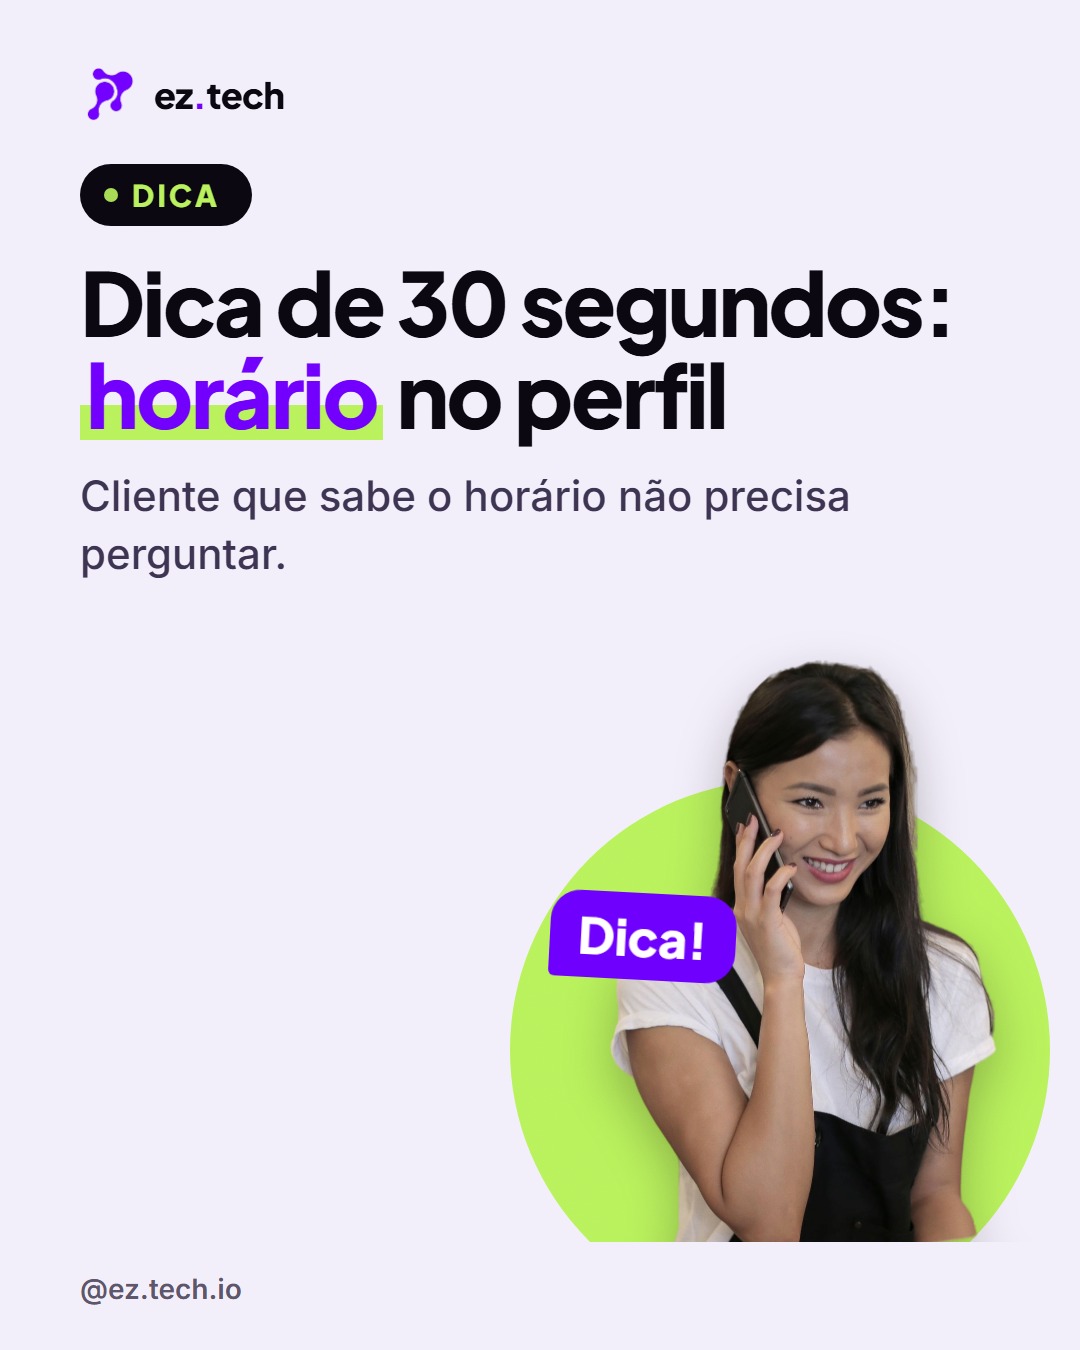 ez.tech
DICA
Dica de 30 segundos:
horário no perfil
Cliente que sabe o horário não precisa
perguntar.
Dica!
@ez.tech.io